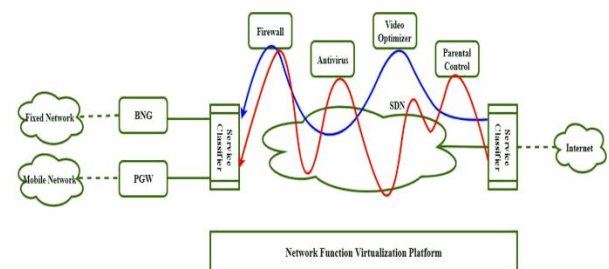 Firewall
Antivirus
Video
Optimizer
Parental
Control
SDN
Fixed Network
BNG
Service
Classifier
Service
Classifier
Internet
Mobile Network
PGW
Network Function Virtualization Platform